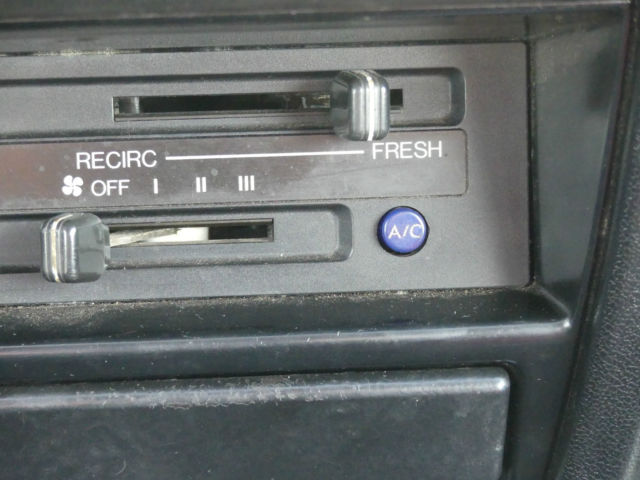 RECIRC FRESH
OFF I II III
A/C